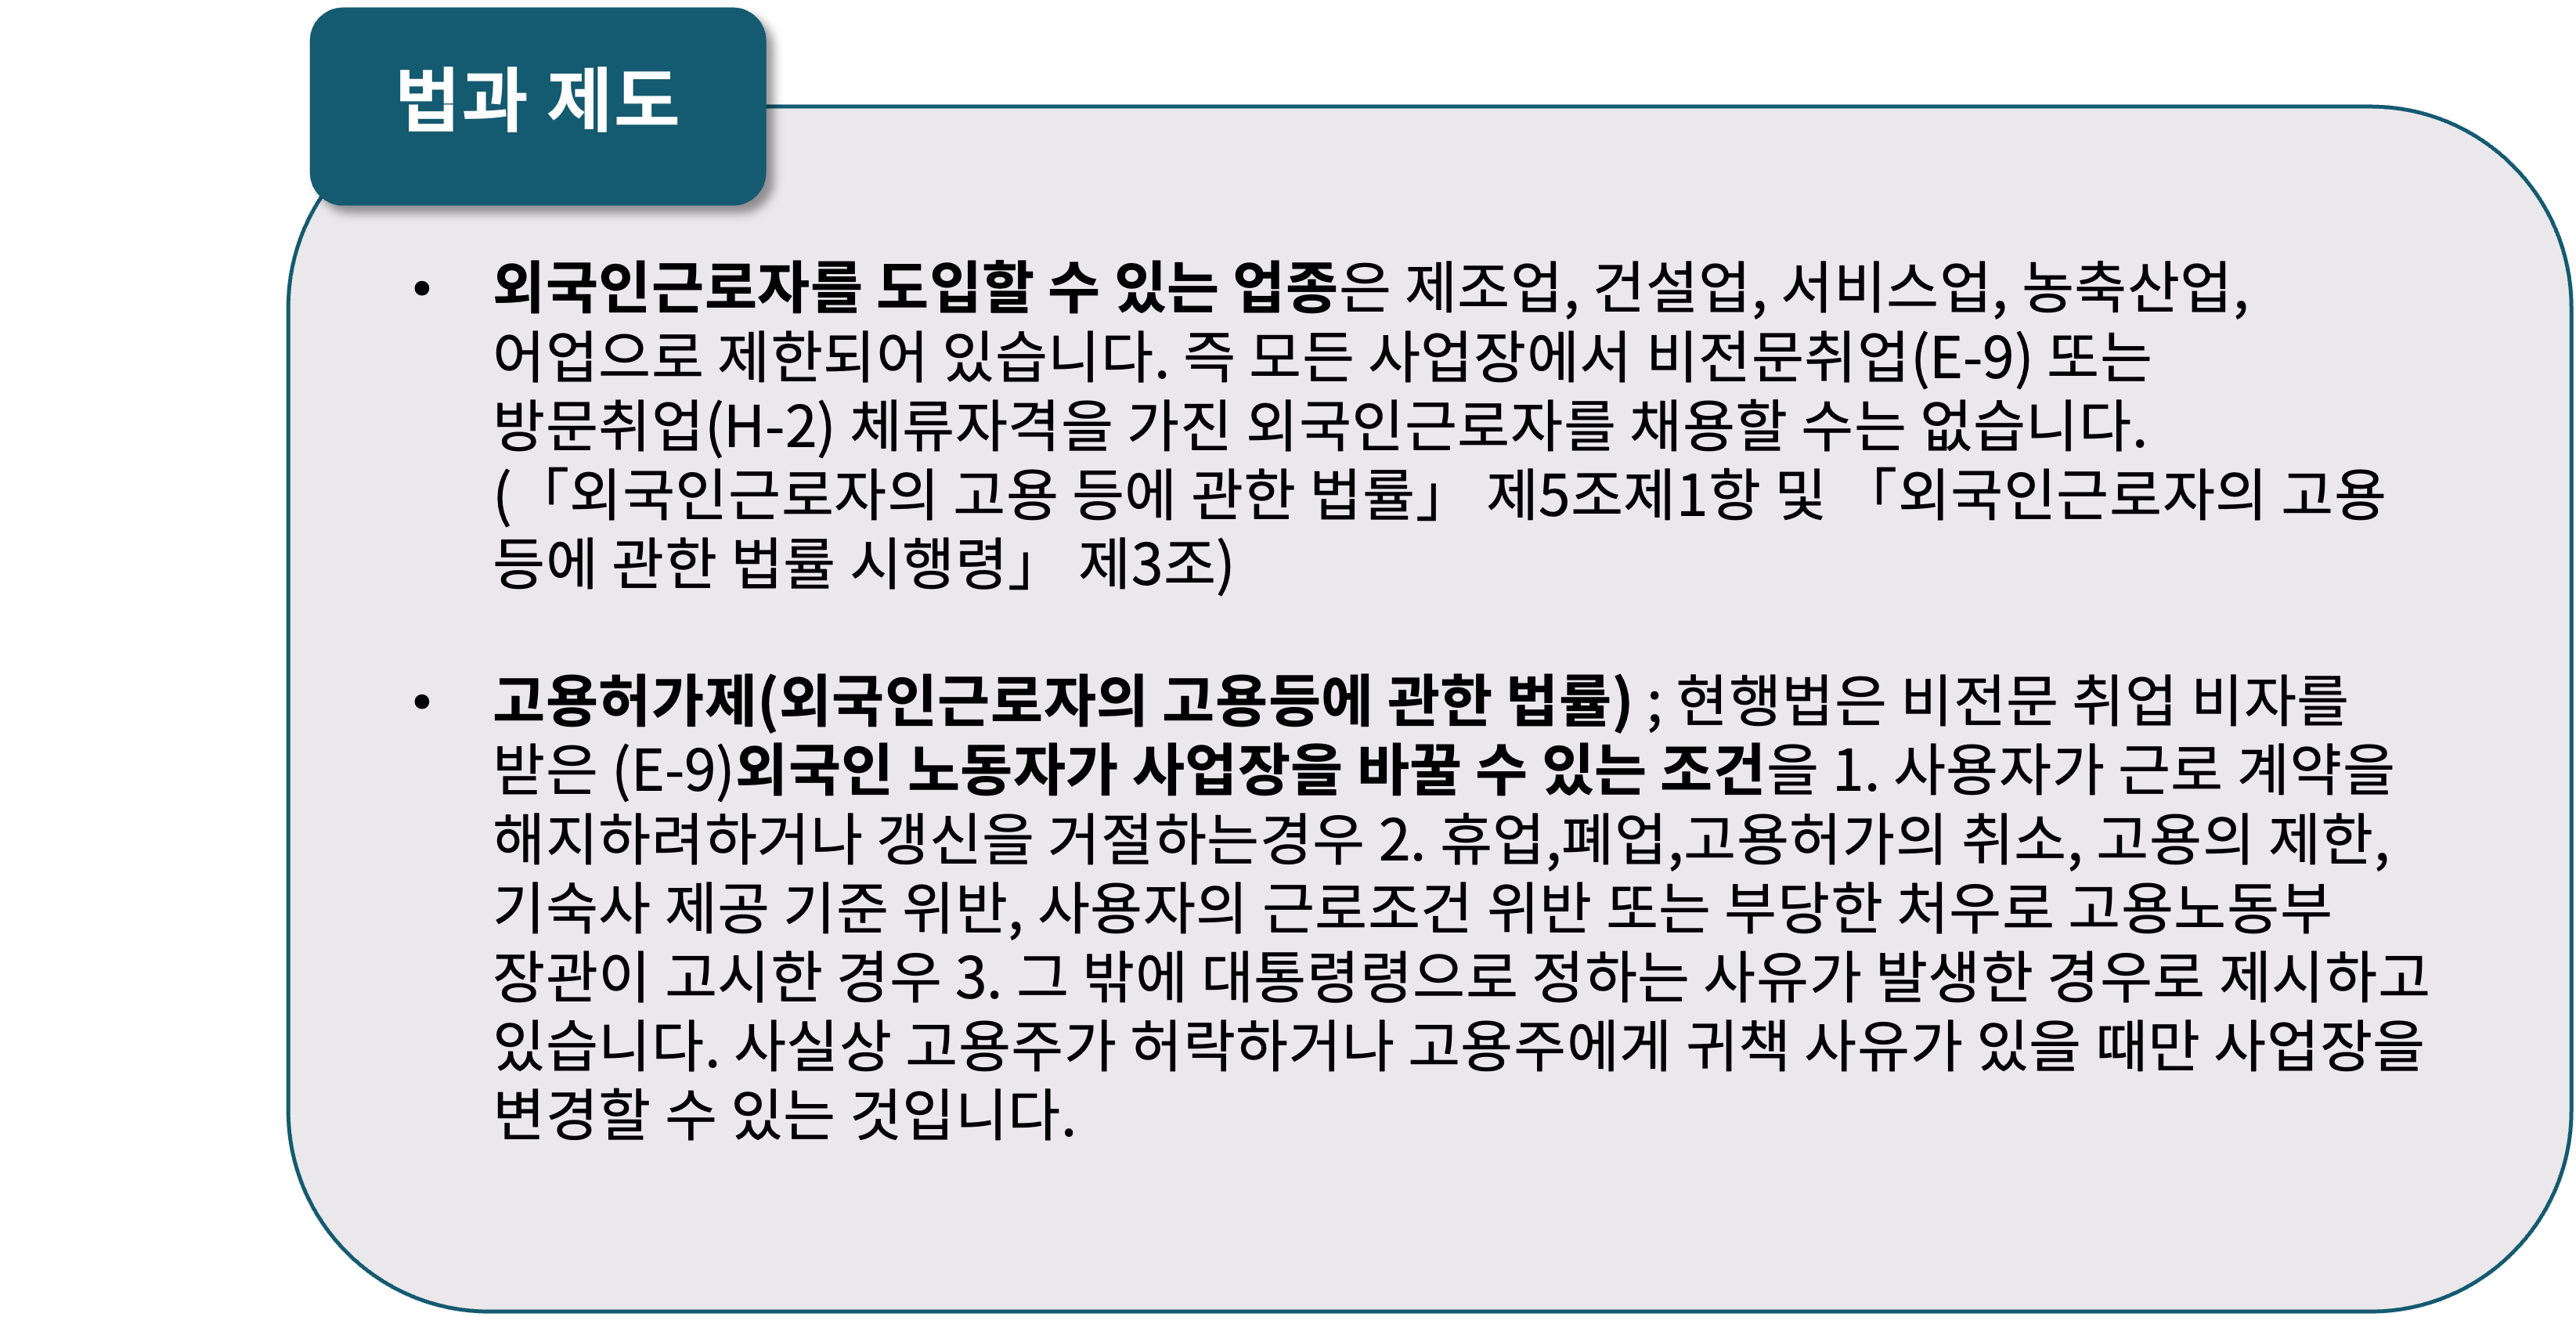 법과 제도
• 외국인근로자를 도입할 수 있는 업종은 제조업, 건설업, 서비스업, 농축산업,
어업으로 제한되어 있습니다. 즉 모든 사업장에서 비전문취업(E-9) 또는
방문취업(H-2) 체류자격을 가진 외국인근로자를 채용할 수는 없습니다.
(「외국인근로자의 고용 등에 관한 법률」 제5조제1항 및 「외국인근로자의 고용
등에 관한 법률 시행령」 제3조)
• 고용허가제(외국인근로자의 고용등에 관한 법률) ; 현행법은 비전문 취업 비자를
받은 (E-9)외국인 노동자가 사업장을 바꿀 수 있는 조건을 1. 사용자가 근로 계약을
해지하려하거나 갱신을 거절하는경우 2. 휴업,폐업,고용허가의 취소, 고용의 제한,
기숙사 제공 기준 위반, 사용자의 근로조건 위반 또는 부당한 처우로 고용노동부
장관이 고시한 경우 3. 그 밖에 대통령령으로 정하는 사유가 발생한 경우로 제시하고
있습니다. 사실상 고용주가 허락하거나 고용주에게 귀책 사유가 있을 때만 사업장을
변경할 수 있는 것입니다.